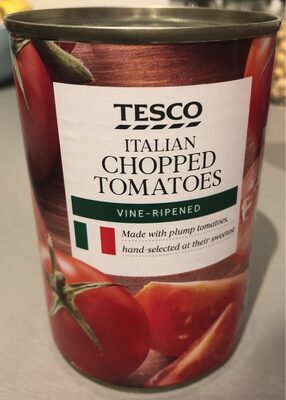 TESCO
ITALIAN
CHOPPED
TOMATOES
VINE-RIPENED
Made with plump tomatoes,
hand-selected at their sweetest